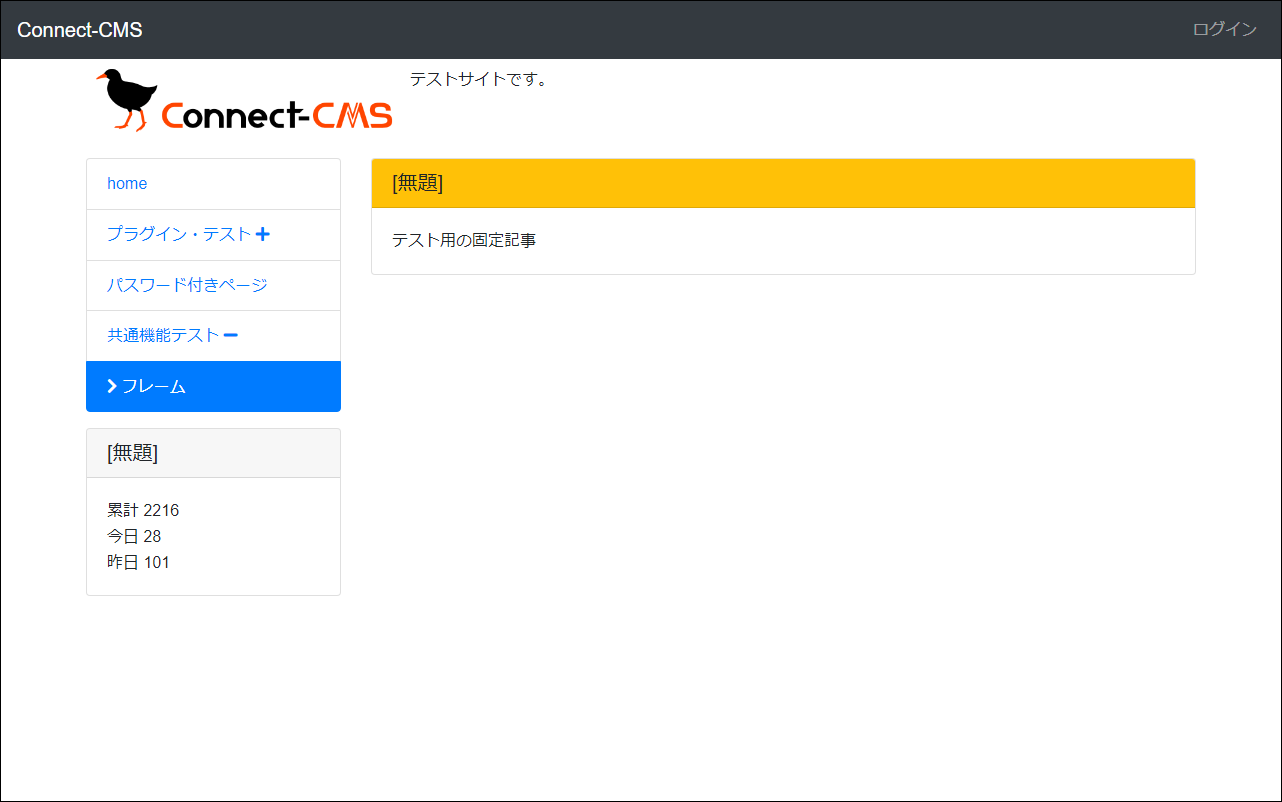 Connect-CMS
ログイン
Connect-CMS
テストサイトです。
home
プラグイン・テスト
パスワード付きページ
共通機能テスト
フレーム
[無題]
累計 2216
今日 28
昨日 101
[無題]
テスト用の固定記事